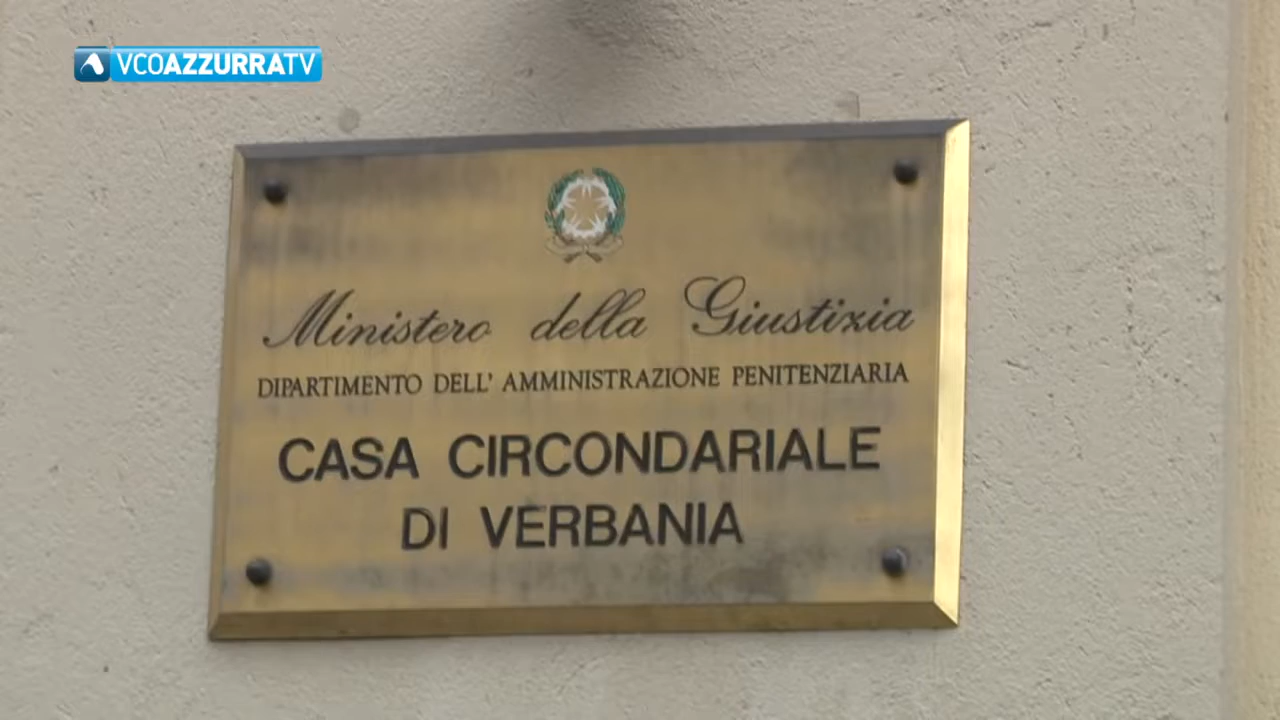 VCOAZZURRATV
Ministero della Giustizia
DIPARTIMENTO DELL' AMMINISTRAZIONE PENITENZIARIA
CASA CIRCONDARIALE
DI VERBANIA